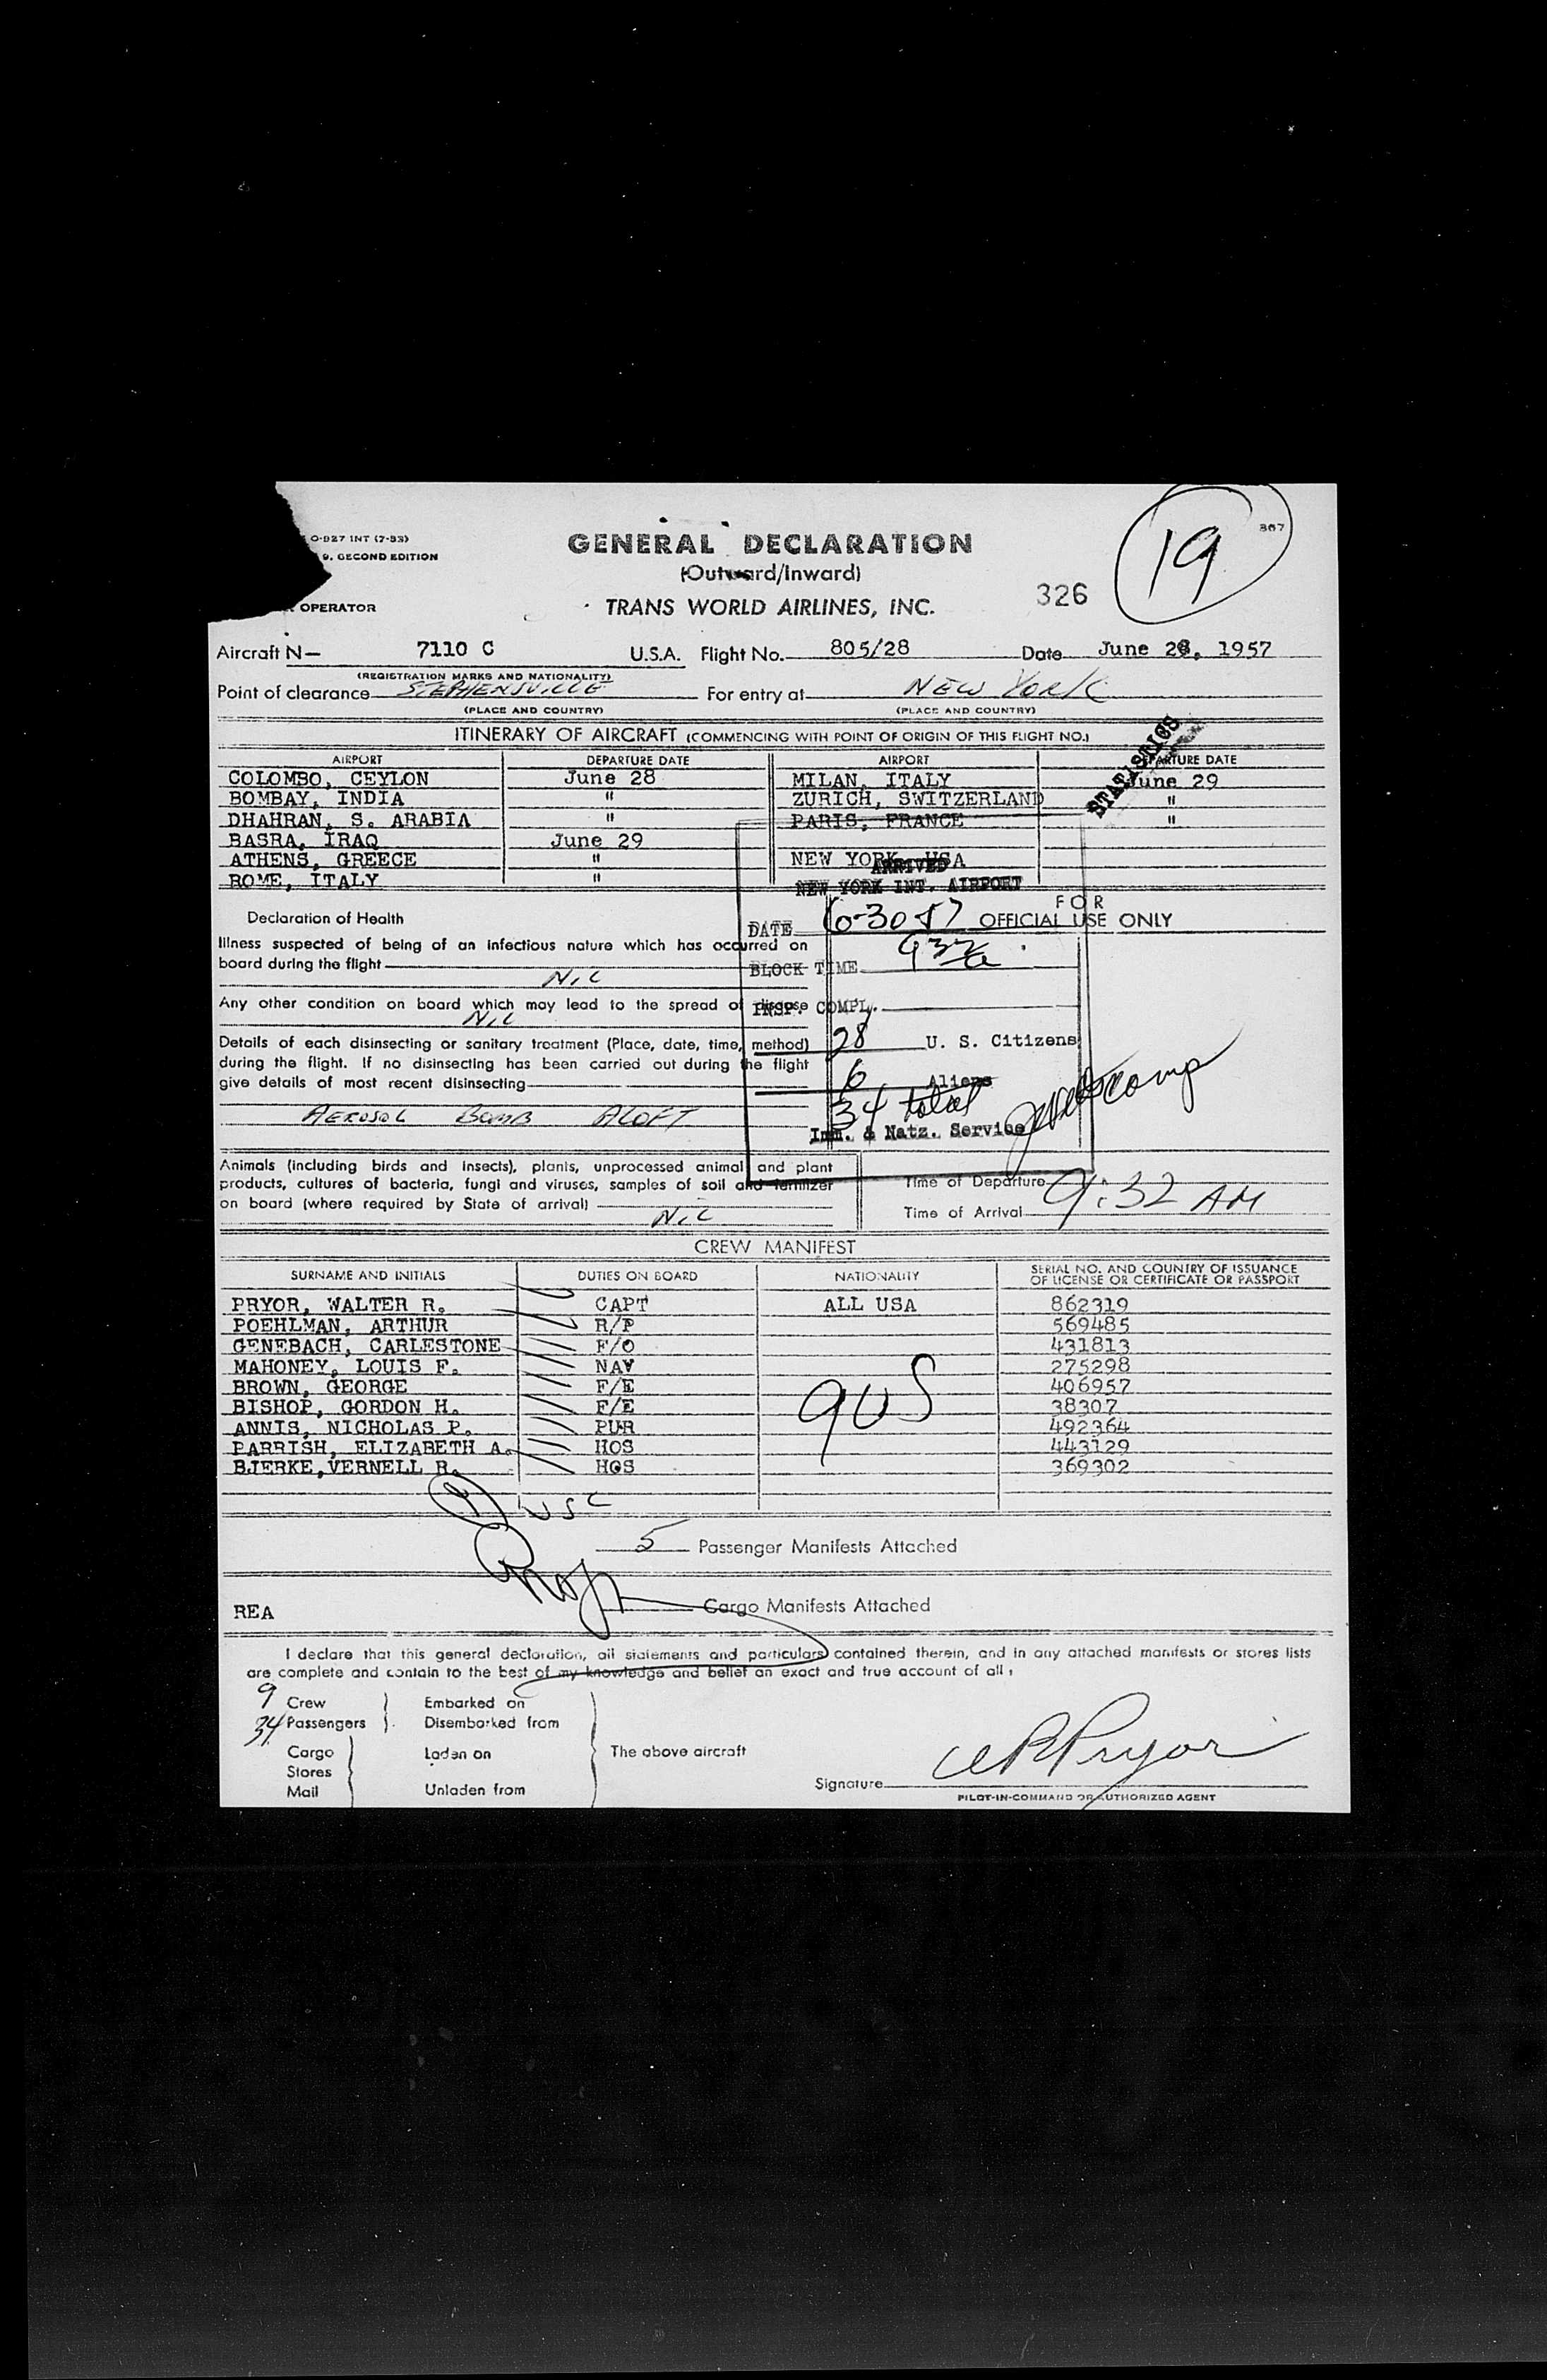 867
O-927 INT (7-53)
9. SECOND EDITION
OPERATOR
GENERAL DECLARATION
(Outward/Inward)
TRANS WORLD AIRLINES, INC.
326
19
Aircraft N— 7110 C U.S.A. Flight No. 805/28 Date June 28, 1957
(REGISTRATION MARKS AND NATIONALITY)
Point of clearance STEPHENSVILLE For entry at NEW YORK
(PLACE AND COUNTRY) (PLACE AND COUNTRY)
STATISTICS
ITINERARY OF AIRCRAFT (COMMENCING WITH POINT OF ORIGIN OF THIS FLIGHT NO.)
AIRPORT DEPARTURE DATE AIRPORT DEPARTURE DATE
COLOMBO, CEYLON June 28 MILAN, ITALY June 29
BOMBAY, INDIA " ZURICH, SWITZERLAND "
DHAHRAN, S. ARABIA " PARIS, FRANCE "
BASRA, IRAQ June 29
ATHENS, GREECE " NEW YORK, USA
ROME, ITALY "
ARRIVED
NEW YORK INT. AIRPORT
DATE 6-30 57
BLOCK TIME 932a
INSP. COMPL.
28 U. S. Citizens
6 Aliens
34 total
Imm. & Natz. Service
FOR
OFFICIAL USE ONLY
Declaration of Health
Illness suspected of being of an infectious nature which has occurred on
board during the flight
NIL
Any other condition on board which may lead to the spread of disease
NIL
Details of each disinsecting or sanitary treatment (Place, date, time, method)
during the flight. If no disinsecting has been carried out during the flight
give details of most recent disinsecting
AEROSOL BOMB ALOFT
Animals (including birds and insects), plants, unprocessed animal and plant
products, cultures of bacteria, fungi and viruses, samples of soil and fertilizer
on board (where required by State of arrival)
NIL
Time of Departure
Time of Arrival 9:32 AM
CREW MANIFEST
SURNAME AND INITIALS DUTIES ON BOARD NATIONALITY SERIAL NO. AND COUNTRY OF ISSUANCE
OF LICENSE OR CERTIFICATE OR PASSPORT
PRYOR, WALTER R. CAPT ALL USA 862319
POEHLMAN, ARTHUR R/P 569485
GENEBACH, CARLESTONE F/O 431813
MAHONEY, LOUIS F. NAV 275298
BROWN, GEORGE F/E 406957
BISHOP, GORDON H. F/E 38307
ANNIS, NICHOLAS P. PUR 492364
PARRISH, ELIZABETH A. HOS 443129
BJERKE, VERNELL R. HOS 369302
9US
9 USC
5 Passenger Manifests Attached
REA Cargo Manifests Attached
I declare that this general declaration, all statements and particulars contained therein, and in any attached manifests or stores lists
are complete and contain to the best of my knowledge and belief an exact and true account of all :
9 Crew Embarked on
34 Passengers Disembarked from
Cargo Laden on The above aircraft
Stores
Mail Unladen from
Signature WRPryor
PILOT-IN-COMMAND OR AUTHORIZED AGENT